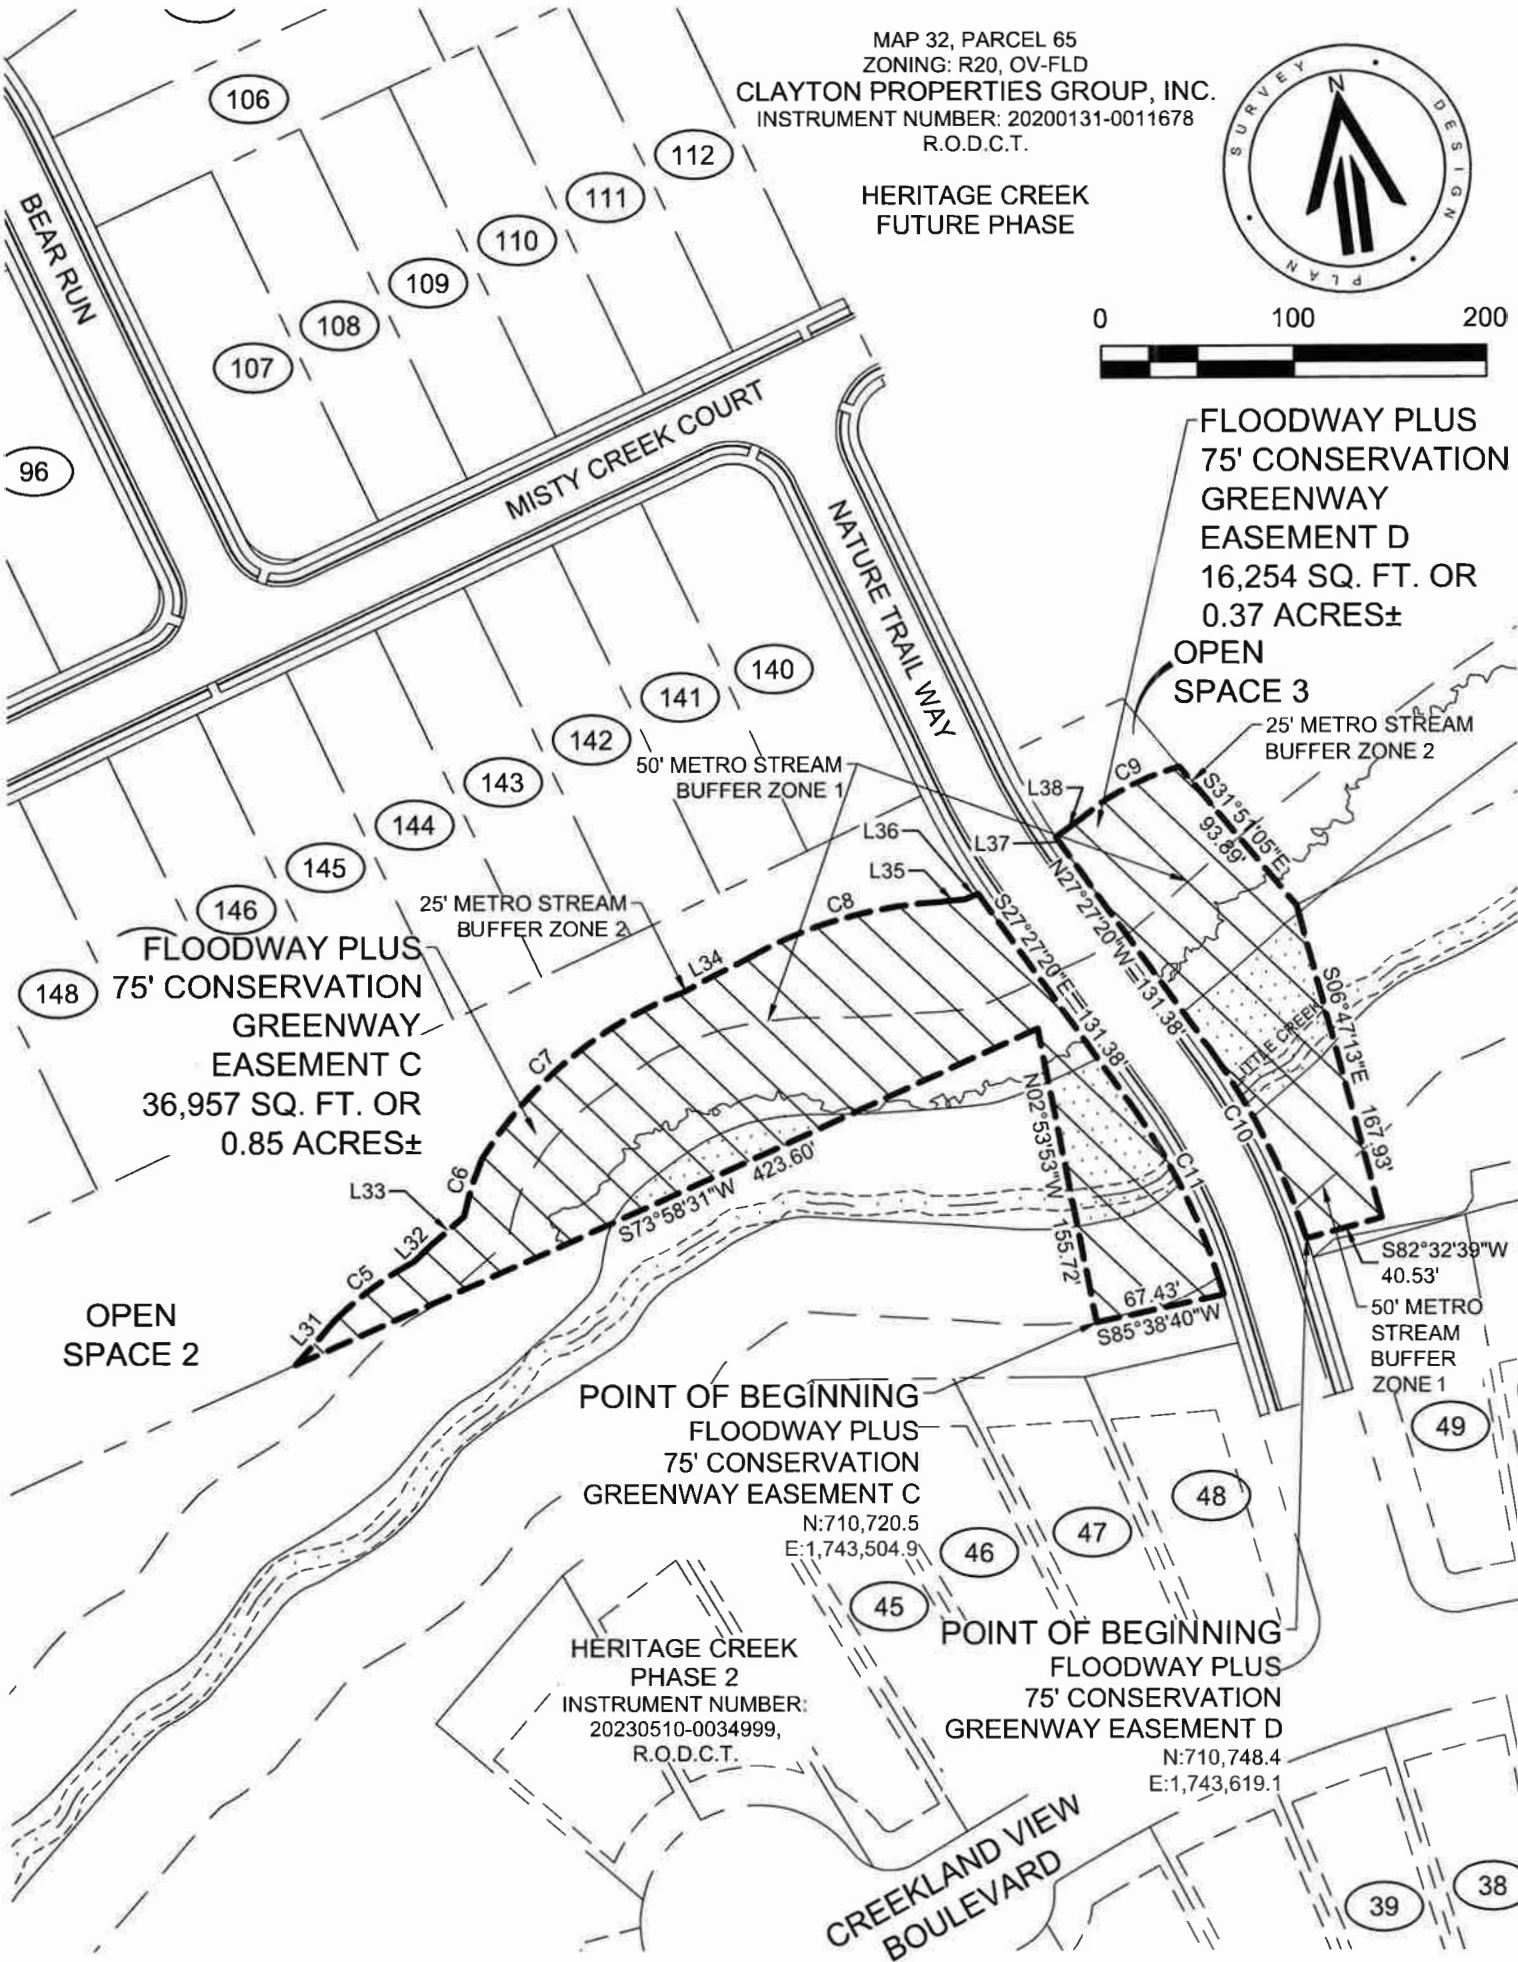 MAP 32, PARCEL 65
ZONING: R20, OV-FLD
CLAYTON PROPERTIES GROUP, INC.
INSTRUMENT NUMBER: 20200131-0011678
R.O.D.C.T.
HERITAGE CREEK
FUTURE PHASE
SURVEY
DESIGN
PLAN
N
0 100 200
106
112
111
110
109
108
107
96
BEAR RUN
MISTY CREEK COURT
NATURE TRAIL WAY
FLOODWAY PLUS
75' CONSERVATION
GREENWAY
EASEMENT D
16,254 SQ. FT. OR
0.37 ACRES±
OPEN
SPACE 3
25' METRO STREAM
BUFFER ZONE 2
140
141
142
143
144
145
146
148
50' METRO STREAM
BUFFER ZONE 1
L38
C9
L37
L36
L35
C8
S31°51'05"E
93.89'
N27°27'20"W 131.38'
S27°27'20"E 131.38'
25' METRO STREAM
BUFFER ZONE 2
L34
FLOODWAY PLUS
75' CONSERVATION
GREENWAY
EASEMENT C
36,957 SQ. FT. OR
0.85 ACRES±
C7
LITTLE CREEK
S06°47'13"E 167.93'
C10
C11
N02°53'53"W 155.72'
S73°58'31"W 423.60'
C6
L33
L32
C5
L31
OPEN
SPACE 2
67.43'
S85°38'40"W
S82°32'39"W
40.53'
50' METRO
STREAM
BUFFER
ZONE 1
POINT OF BEGINNING
FLOODWAY PLUS
75' CONSERVATION
GREENWAY EASEMENT C
N:710,720.5
E:1,743,504.9
49
48
47
46
45
POINT OF BEGINNING
FLOODWAY PLUS
75' CONSERVATION
GREENWAY EASEMENT D
N:710,748.4
E:1,743,619.1
HERITAGE CREEK
PHASE 2
INSTRUMENT NUMBER:
20230510-0034999,
R.O.D.C.T.
CREEKLAND VIEW
BOULEVARD
39
38